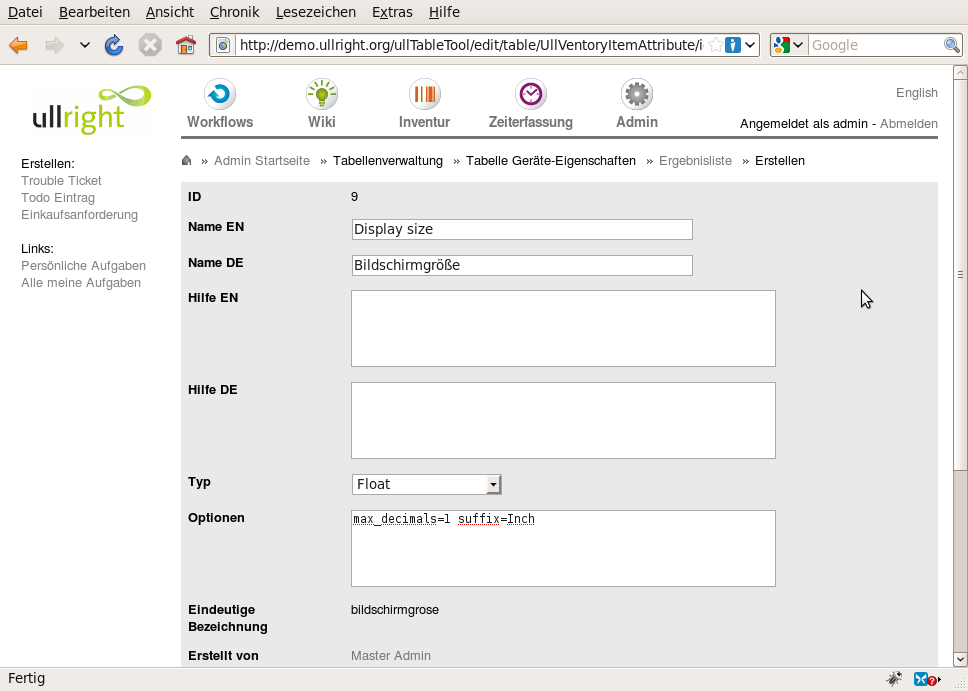 Datei Bearbeiten Ansicht Chronik Lesezeichen Extras Hilfe
http://demo.ullright.org/ullTableTool/edit/table/UllVentoryItemAttribute/i
Google
ullright
Workflows Wiki Inventur Zeiterfassung Admin
English
Angemeldet als admin - Abmelden
» Admin Startseite » Tabellenverwaltung » Tabelle Geräte-Eigenschaften » Ergebnisliste » Erstellen
Erstellen:
Trouble Ticket
Todo Eintrag
Einkaufsanforderung
Links:
Persönliche Aufgaben
Alle meine Aufgaben
ID 9
Name EN Display size
Name DE Bildschirmgröße
Hilfe EN
Hilfe DE
Typ Float
Optionen max_decimals=1 suffix=Inch
Eindeutige Bezeichnung bildschirmgrose
Erstellt von Master Admin
Fertig